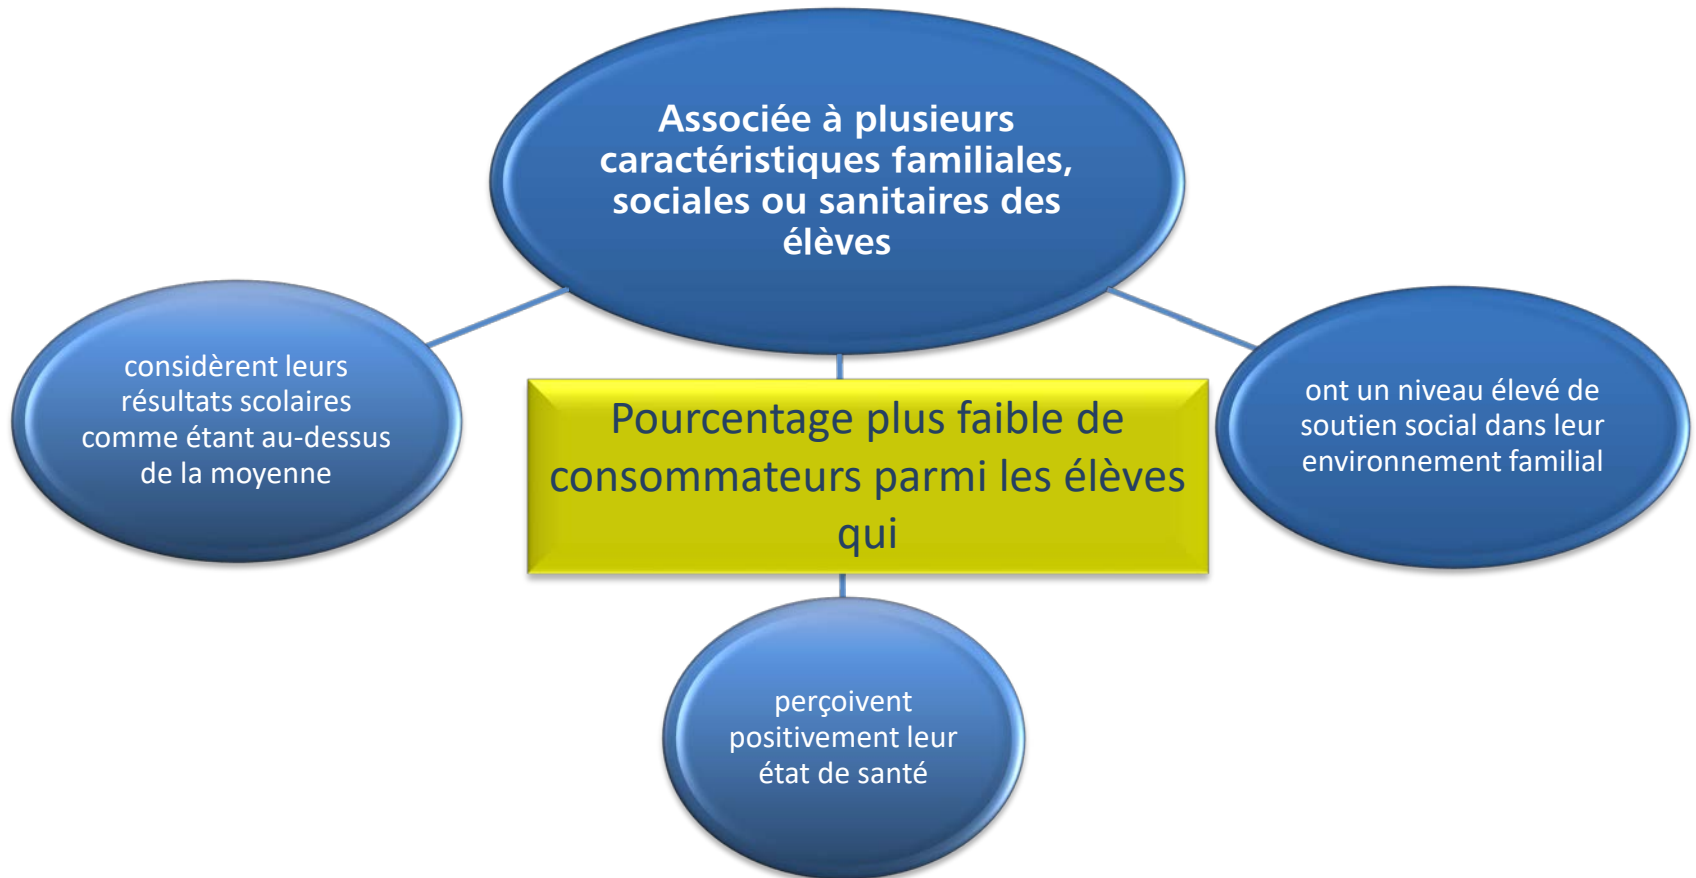 Associée à plusieurs
caractéristiques familiales,
sociales ou sanitaires des
élèves
considèrent leurs
résultats scolaires
comme étant au-dessus
de la moyenne
Pourcentage plus faible de
consommateurs parmi les élèves
qui
ont un niveau élevé de
soutien social dans leur
environnement familial
perçoivent
positivement leur
état de santé